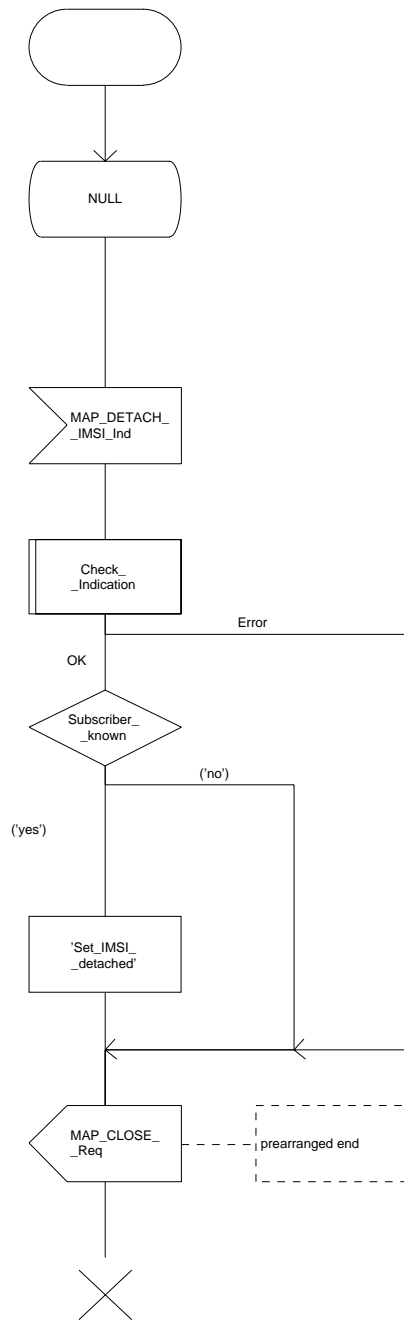 NULL
MAP_DETACH_
_IMSI_Ind
Check_
_Indication
Error
OK
Subscriber_
_known
('no')
('yes')
'Set_IMSI_
_detached'
MAP_CLOSE_
_Req
prearranged end